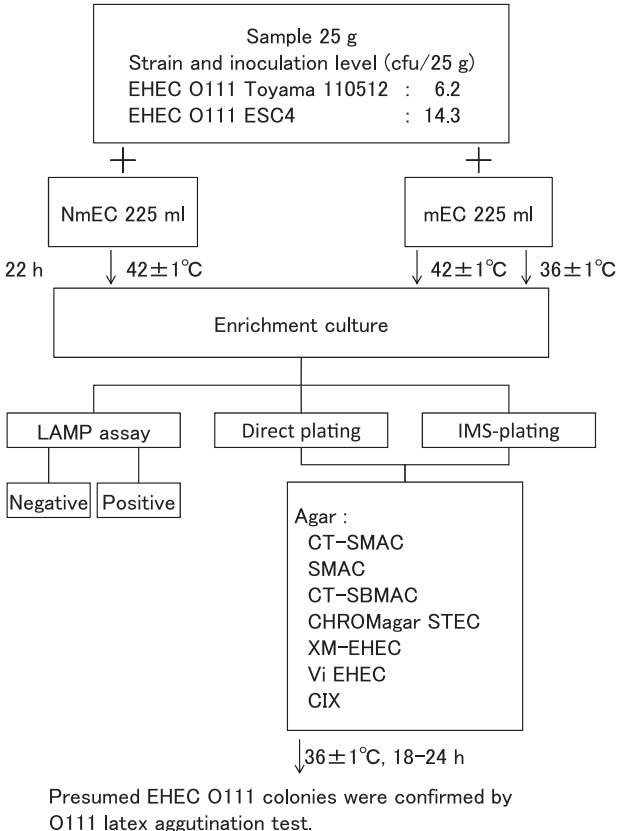 Sample 25 g
Strain and inoculation level (cfu/25 g)
EHEC O111 Toyama 110512 : 6.2
EHEC O111 ESC4 : 14.3
+ +
NmEC 225 ml
mEC 225 ml
22 h
42±1℃
42±1℃
36±1℃
Enrichment culture
LAMP assay
Direct plating
IMS-plating
Negative
Positive
Agar :
CT-SMAC
SMAC
CT-SBMAC
CHROMagar STEC
XM-EHEC
Vi EHEC
CIX
36±1℃, 18-24 h
Presumed EHEC O111 colonies were confirmed by
O111 latex aggutination test.